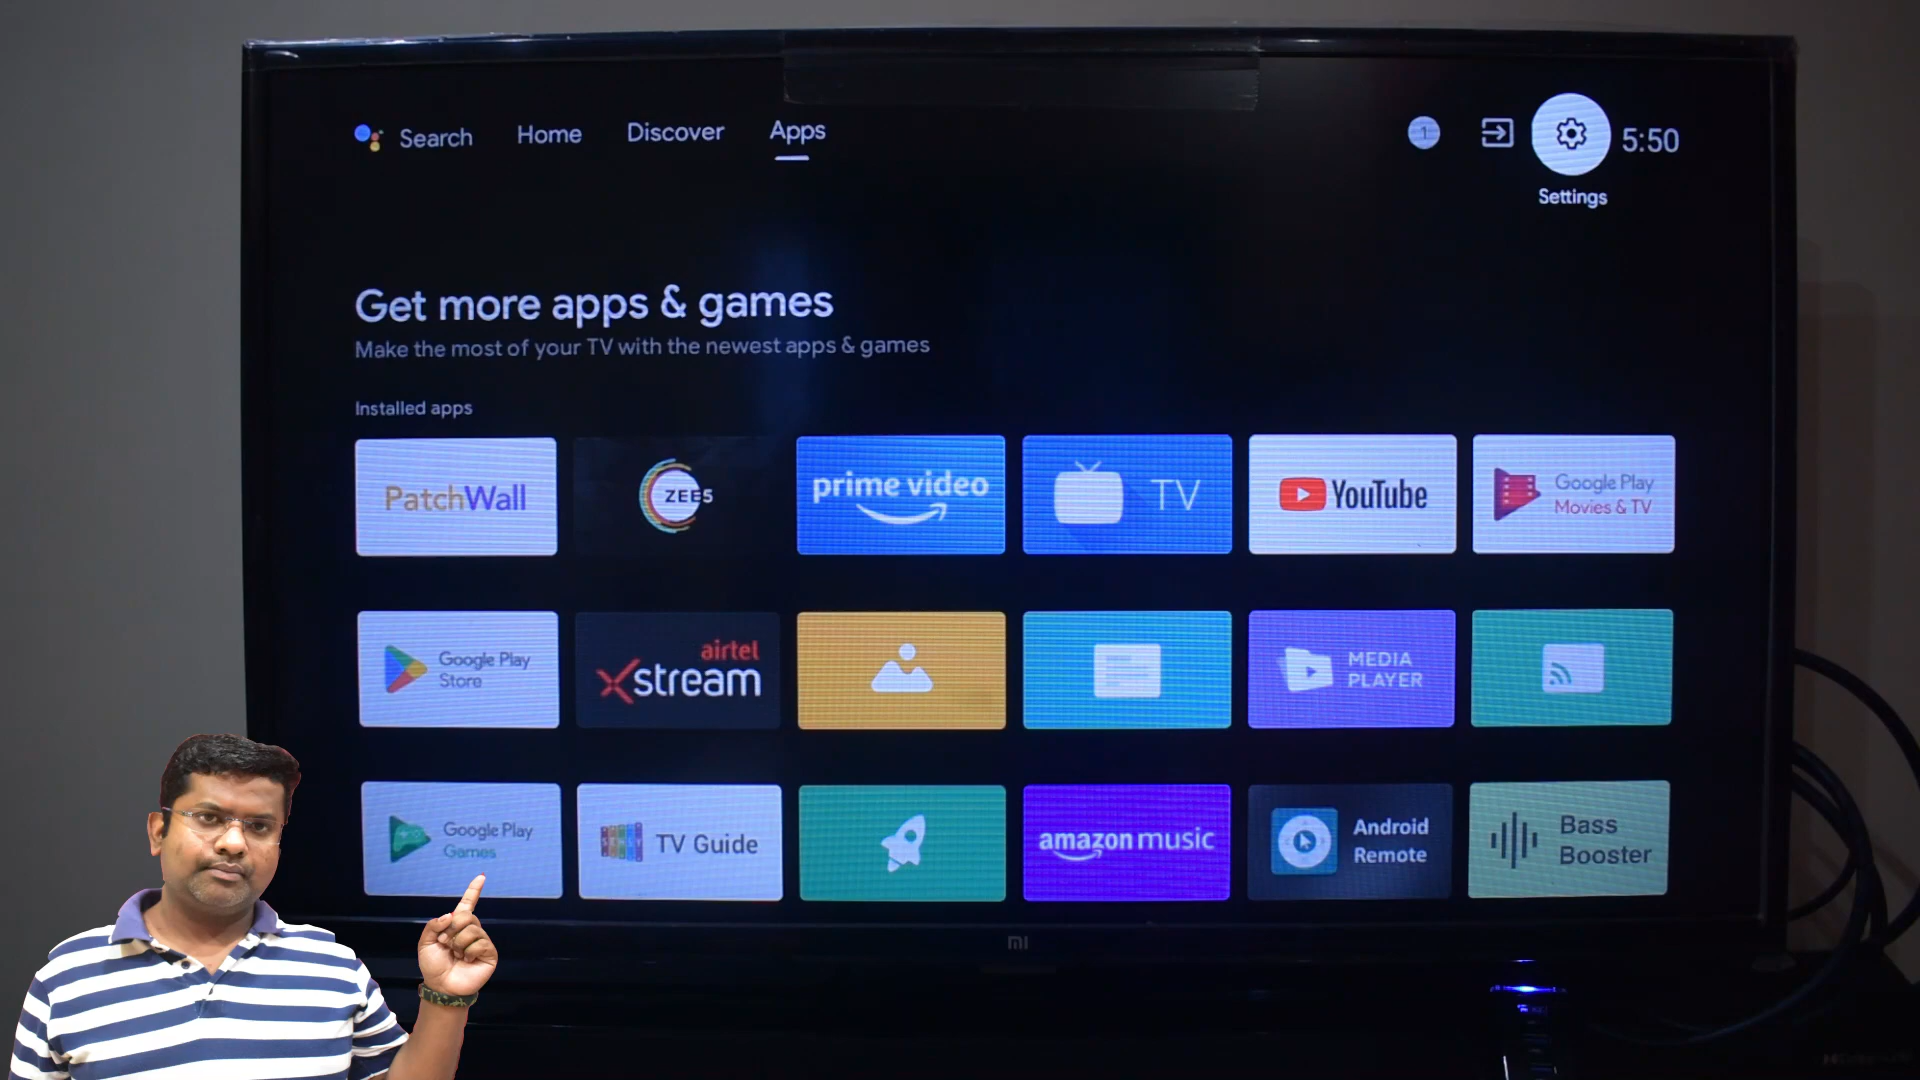 Search Home Discover Apps
1
5:50
Settings
Get more apps & games
Make the most of your TV with the newest apps & games
Installed apps
PatchWall
ZEE5
prime video
TV
YouTube
Google Play
Movies & TV
Google Play
Store
airtel
Xstream
MEDIA
PLAYER
Google Play
Games
TV Guide
amazon music
Android
Remote
Bass
Booster
mi